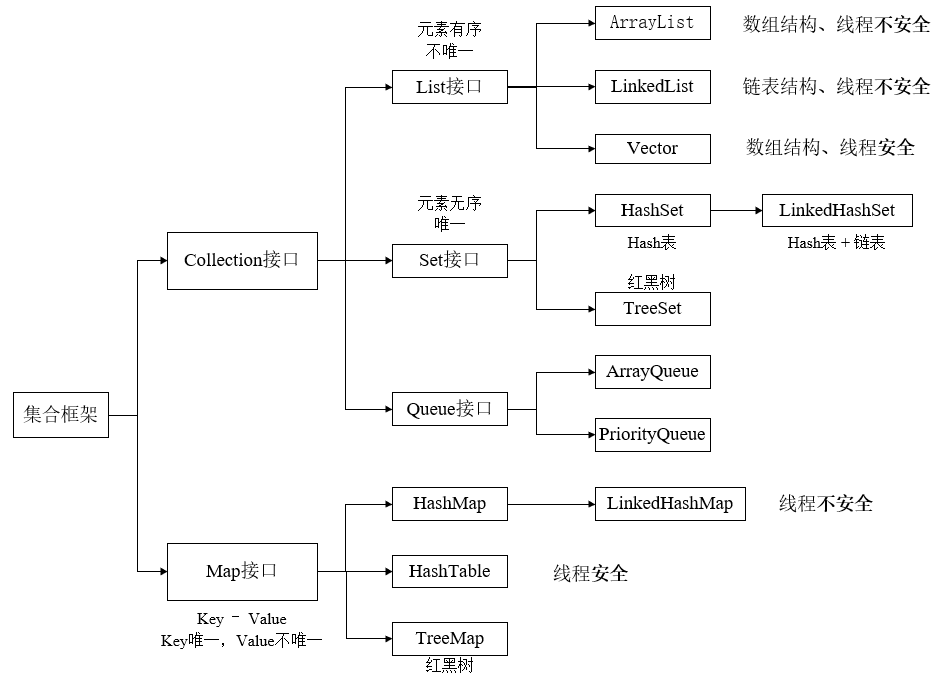 集合框架
Collection接口
元素有序
不唯一
List接口
ArrayList
数组结构、线程不安全
LinkedList
链表结构、线程不安全
Vector
数组结构、线程安全
元素无序
唯一
Set接口
HashSet
Hash表
LinkedHashSet
Hash表 + 链表
红黑树
TreeSet
Queue接口
ArrayQueue
PriorityQueue
Map接口
Key - Value
Key唯一，Value不唯一
HashMap
LinkedHashMap
线程不安全
HashTable
线程安全
TreeMap
红黑树